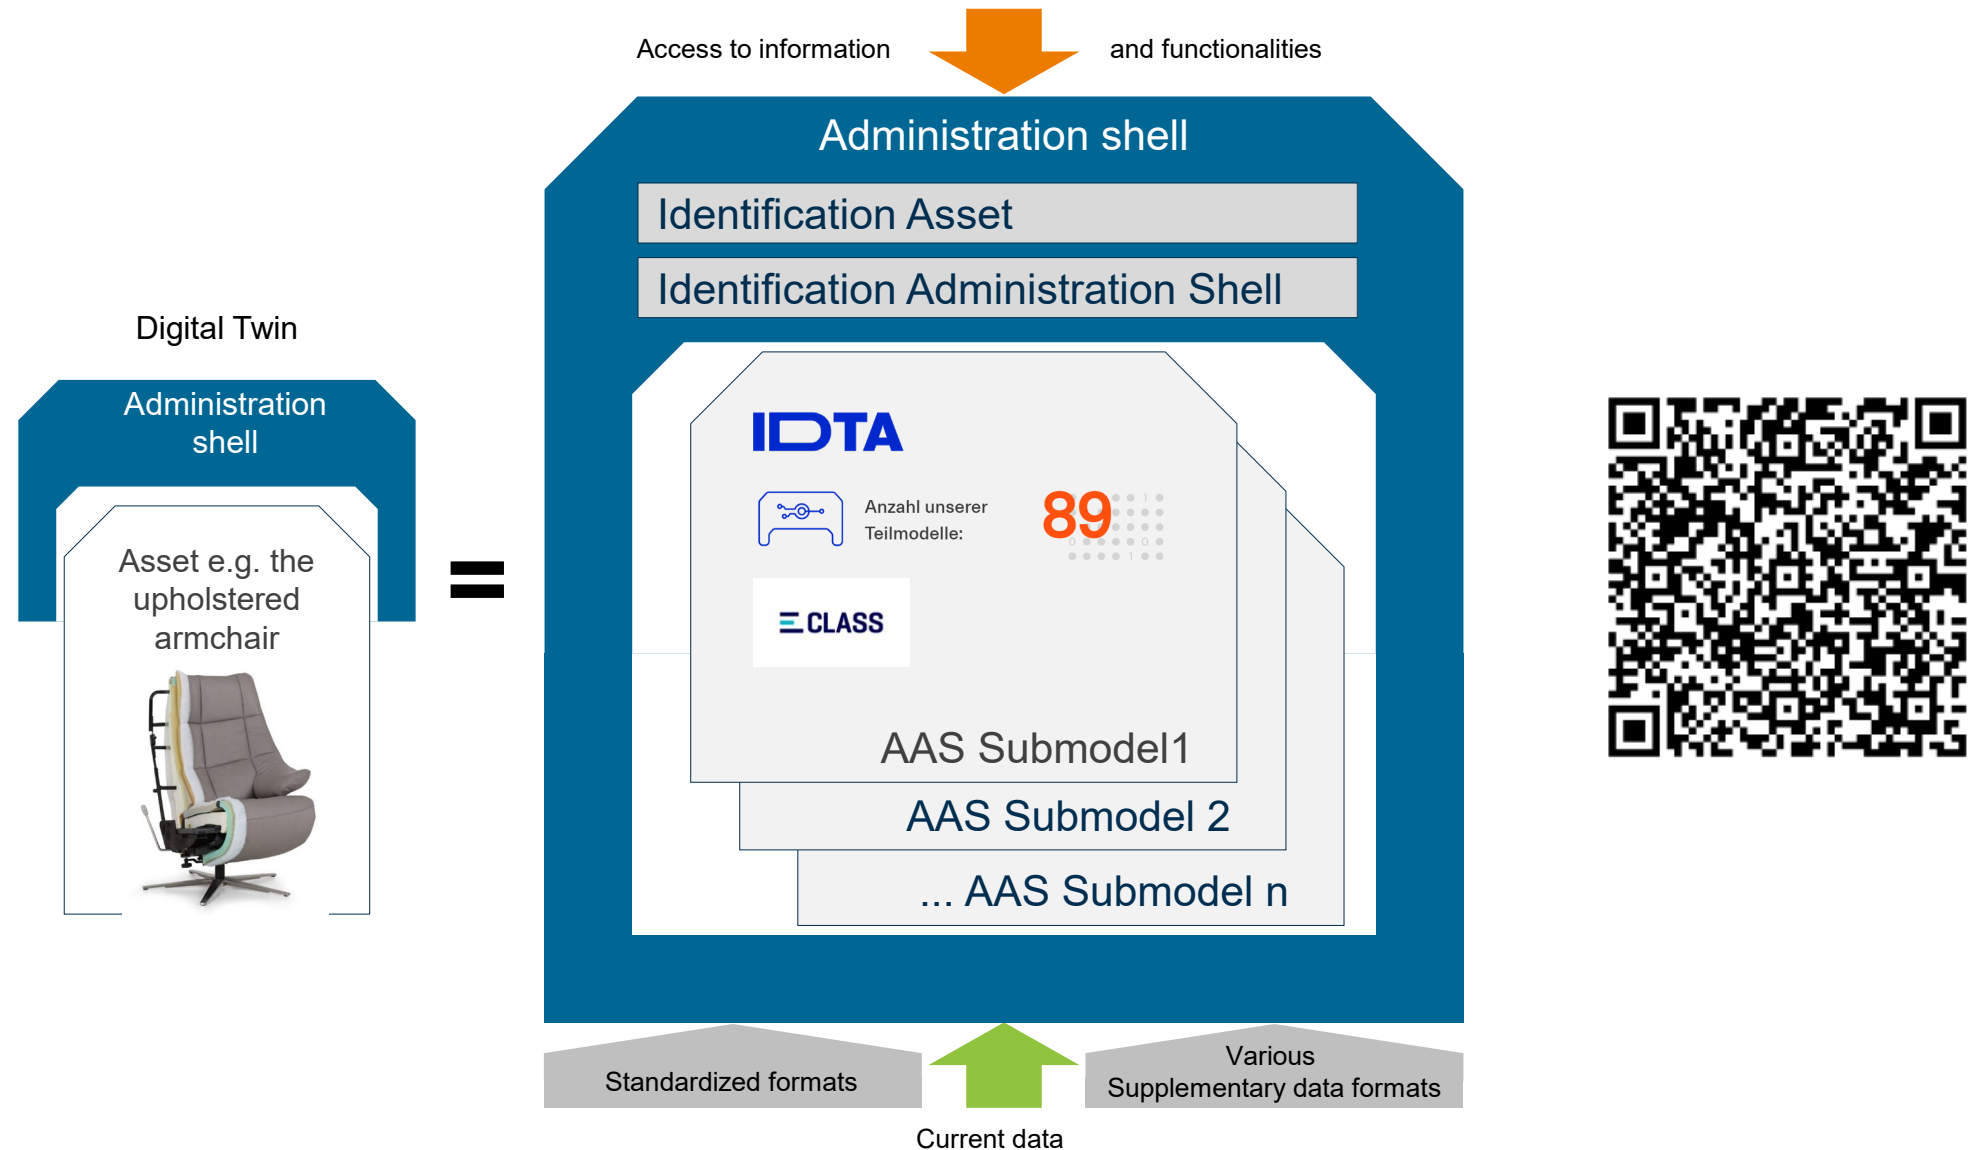 Access to information and functionalities
Administration shell
Identification Asset
Identification Administration Shell
Digital Twin
Administration
shell
Asset e.g. the
upholstered
armchair
=
IDTA
Anzahl unserer
Teilmodelle:
89
ECLASS
AAS Submodel1
AAS Submodel 2
... AAS Submodel n
Standardized formats
Various
Supplementary data formats
Current data